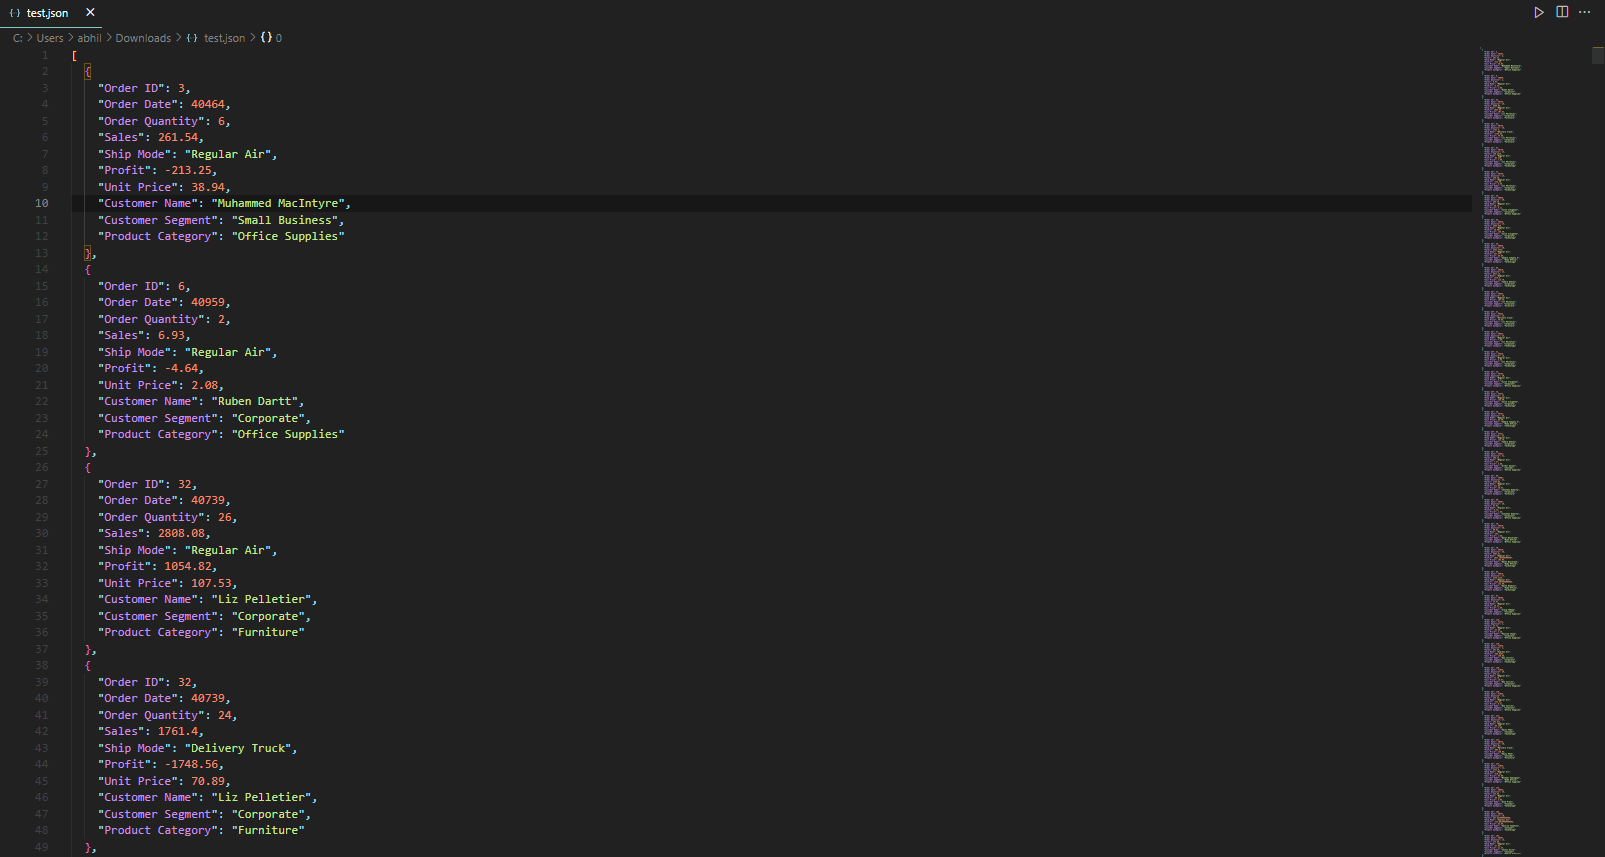 test.json
C: > Users > abhil > Downloads > {·} test.json > {} 0
1 [
2 {
3 "Order ID": 3,
4 "Order Date": 40464,
5 "Order Quantity": 6,
6 "Sales": 261.54,
7 "Ship Mode": "Regular Air",
8 "Profit": -213.25,
9 "Unit Price": 38.94,
10 "Customer Name": "Muhammed MacIntyre",
11 "Customer Segment": "Small Business",
12 "Product Category": "Office Supplies"
13 },
14 {
15 "Order ID": 6,
16 "Order Date": 40959,
17 "Order Quantity": 2,
18 "Sales": 6.93,
19 "Ship Mode": "Regular Air",
20 "Profit": -4.64,
21 "Unit Price": 2.08,
22 "Customer Name": "Ruben Dartt",
23 "Customer Segment": "Corporate",
24 "Product Category": "Office Supplies"
25 },
26 {
27 "Order ID": 32,
28 "Order Date": 40739,
29 "Order Quantity": 26,
30 "Sales": 2808.08,
31 "Ship Mode": "Regular Air",
32 "Profit": 1054.82,
33 "Unit Price": 107.53,
34 "Customer Name": "Liz Pelletier",
35 "Customer Segment": "Corporate",
36 "Product Category": "Furniture"
37 },
38 {
39 "Order ID": 32,
40 "Order Date": 40739,
41 "Order Quantity": 24,
42 "Sales": 1761.4,
43 "Ship Mode": "Delivery Truck",
44 "Profit": -1748.56,
45 "Unit Price": 70.89,
46 "Customer Name": "Liz Pelletier",
47 "Customer Segment": "Corporate",
48 "Product Category": "Furniture"
49 },